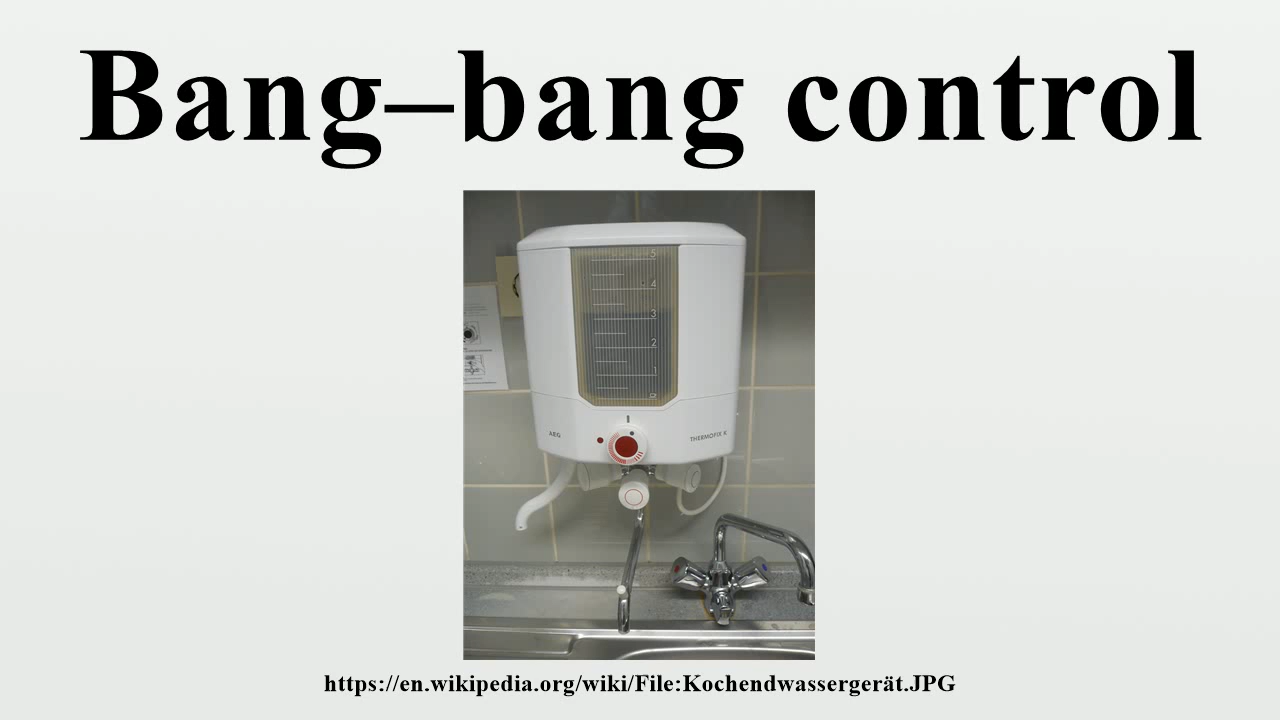 Bang–bang control
5
4
3
2
1
AEG
THERMOFIX K
https://en.wikipedia.org/wiki/File:Kochendwassergerät.JPG